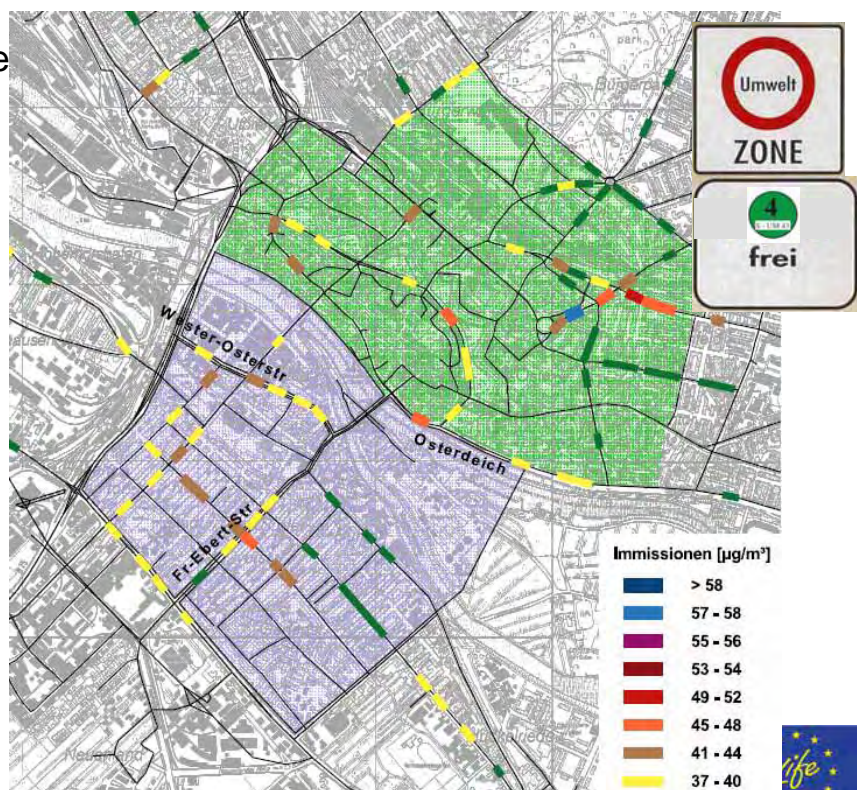 e
Umwelt
ZONE
4
frei
Wester-Osterstr
Osterdeich
Fr-Ebert-Str
Immissionen [µg/m³]
> 58
57 - 58
55 - 56
53 - 54
49 - 52
45 - 48
41 - 44
37 - 40
life